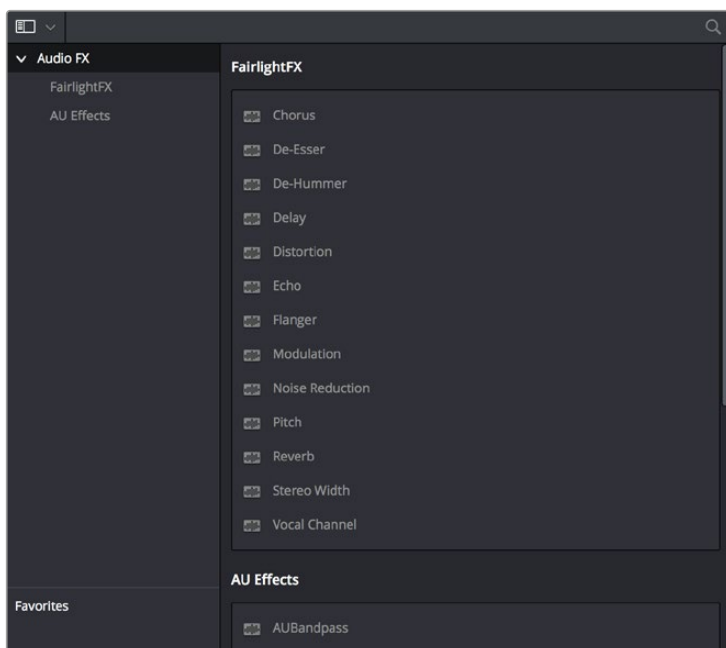 Audio FX
FairlightFX
AU Effects
Favorites
FairlightFX
Chorus
De-Esser
De-Hummer
Delay
Distortion
Echo
Flanger
Modulation
Noise Reduction
Pitch
Reverb
Stereo Width
Vocal Channel
AU Effects
AUBandpass